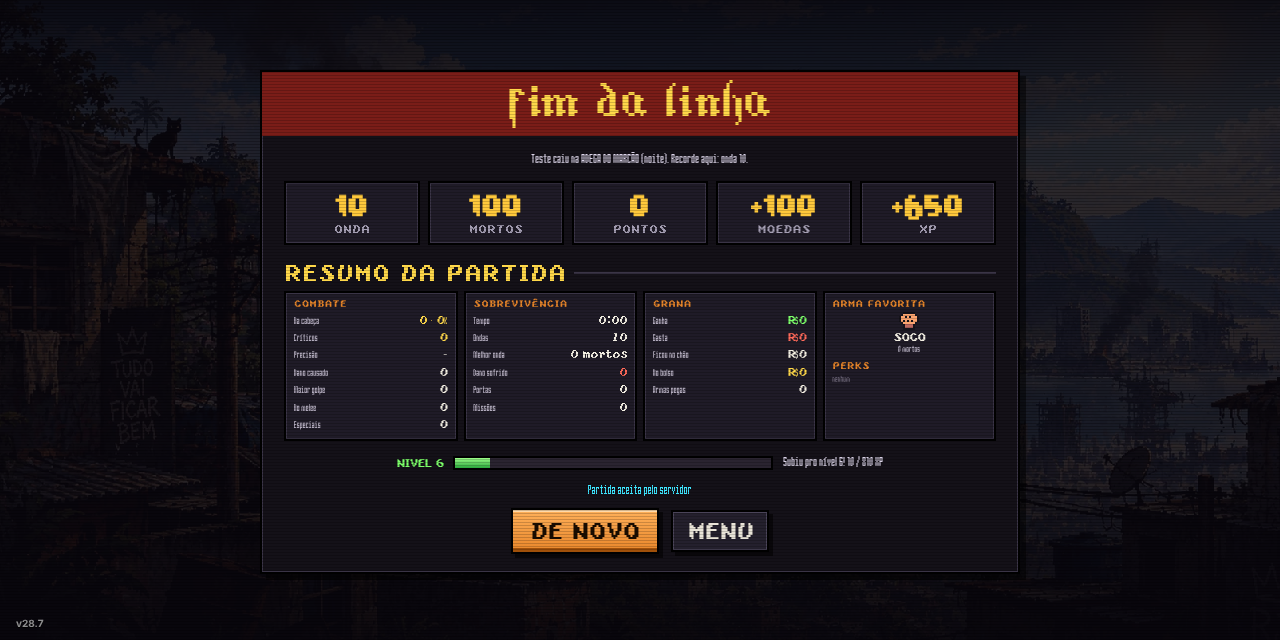 fim da linha
Teste caiu na ADEGA DO MARCÃO (noite). Recorde aqui: onda 10.
10
ONDA
100
MORTOS
0
PONTOS
+100
MOEDAS
+650
XP
RESUMO DA PARTIDA
COMBATE
Na cabeça 0 · 0%
Críticos 0
Precisão -
Dano causado 0
Maior golpe 0
No melee 0
Especiais 0
SOBREVIVÊNCIA
Tempo 0:00
Ondas 10
Melhor onda 0 mortos
Dano sofrido 0
Portas 0
Missões 0
GRANA
Ganha R$0
Gasta R$0
Ficou no chão R$0
No bolso R$0
Armas pegas 0
ARMA FAVORITA
SOCO
0 mortos
PERKS
nenhum
NIVEL 6
Subiu pro nível 6! 10 / 810 XP
Partida aceita pelo servidor
DE NOVO
MENU
TUDO
VAI
FICAR
BEM
v28.7